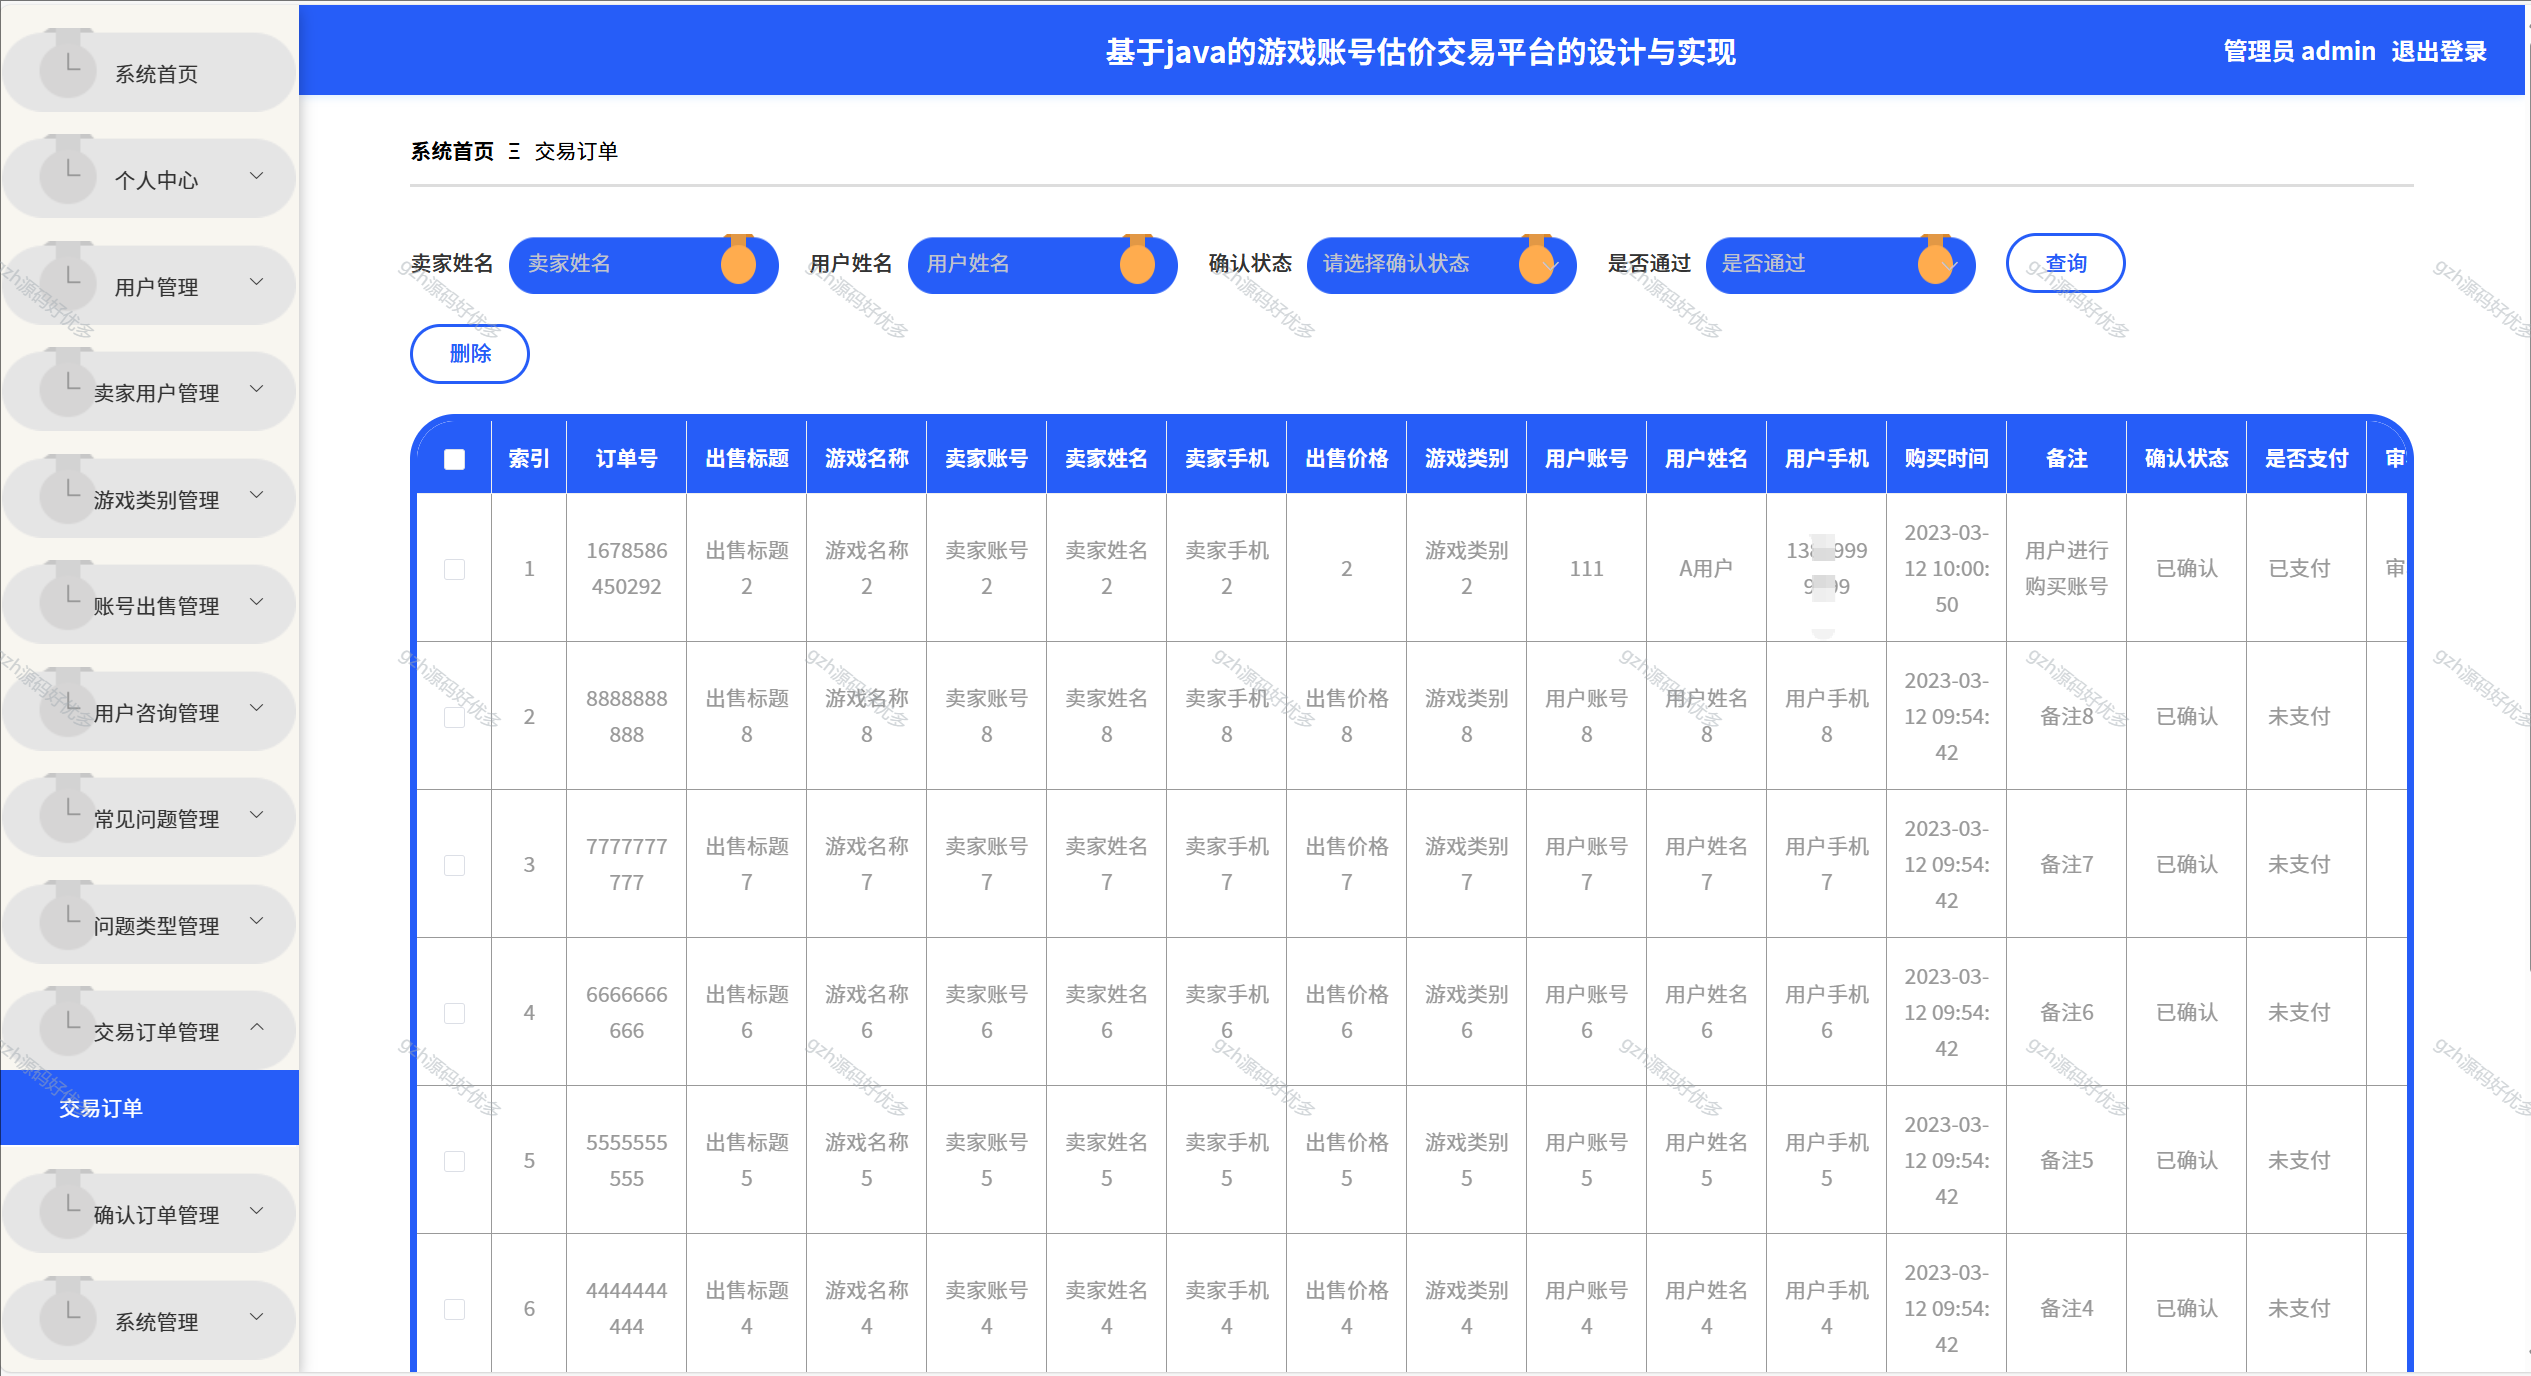 基于java的游戏账号估价交易平台的设计与实现
管理员 admin 退出登录
系统首页
个人中心
用户管理
卖家用户管理
游戏类别管理
账号出售管理
用户咨询管理
常见问题管理
问题类型管理
交易订单管理
交易订单
确认订单管理
系统管理
系统首页 Ξ 交易订单
卖家姓名 卖家姓名 用户姓名 用户姓名 确认状态 请选择确认状态 是否通过 是否通过 查询
删除
索引 订单号 出售标题 游戏名称 卖家账号 卖家姓名 卖家手机 出售价格 游戏类别 用户账号 用户姓名 用户手机 购买时间 备注 确认状态 是否支付 审
1 1678586450292 出售标题2 游戏名称2 卖家账号2 卖家姓名2 卖家手机2 2 游戏类别2 111 A用户 2023-03-12 10:00:50 用户进行购买账号 已确认 已支付 审
2 8888888888 出售标题8 游戏名称8 卖家账号8 卖家姓名8 卖家手机8 出售价格8 游戏类别8 用户账号8 用户姓名8 用户手机8 2023-03-12 09:54:42 备注8 已确认 未支付
3 7777777777 出售标题7 游戏名称7 卖家账号7 卖家姓名7 卖家手机7 出售价格7 游戏类别7 用户账号7 用户姓名7 用户手机7 2023-03-12 09:54:42 备注7 已确认 未支付
4 6666666666 出售标题6 游戏名称6 卖家账号6 卖家姓名6 卖家手机6 出售价格6 游戏类别6 用户账号6 用户姓名6 用户手机6 2023-03-12 09:54:42 备注6 已确认 未支付
5 5555555555 出售标题5 游戏名称5 卖家账号5 卖家姓名5 卖家手机5 出售价格5 游戏类别5 用户账号5 用户姓名5 用户手机5 2023-03-12 09:54:42 备注5 已确认 未支付
6 4444444444 出售标题4 游戏名称4 卖家账号4 卖家姓名4 卖家手机4 出售价格4 游戏类别4 用户账号4 用户姓名4 用户手机4 2023-03-12 09:54:42 备注4 已确认 未支付
gzh源码好优多